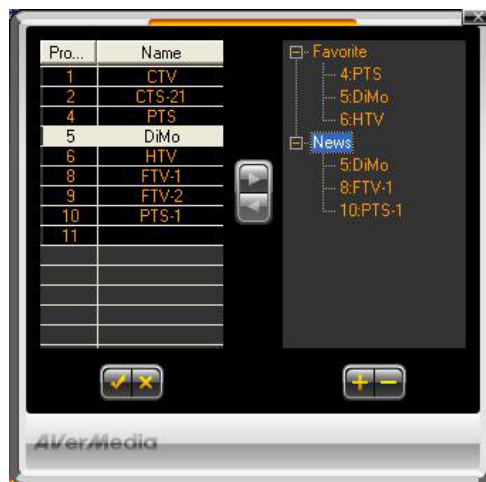 Pro... Name
1 CTV
2 CTS-21
4 PTS
5 DiMo
6 HTV
8 FTV-1
9 FTV-2
10 PTS-1
11
Favorite
4:PTS
5:DiMo
6:HTV
News
5:DiMo
8:FTV-1
10:PTS-1
AVerMedia